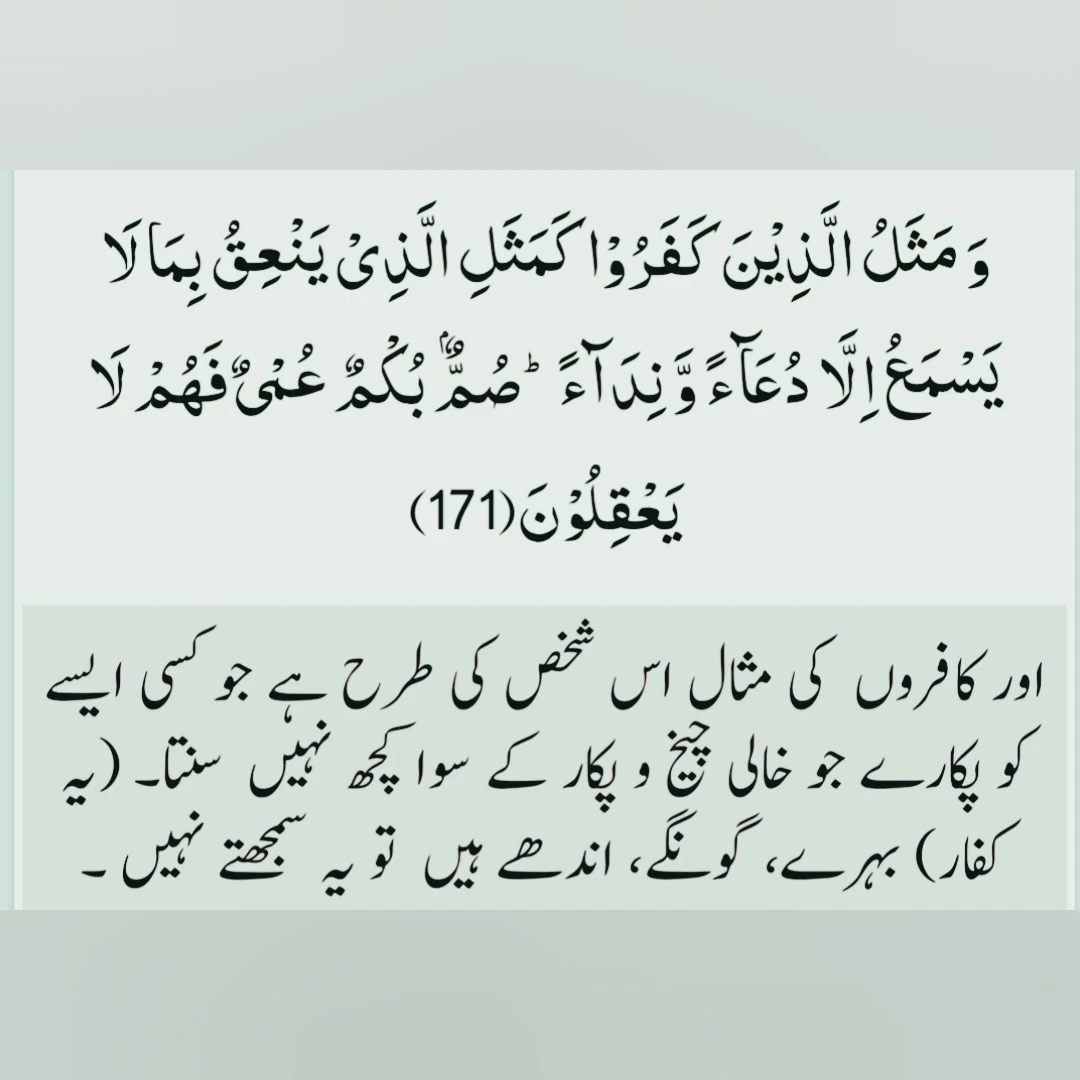 وَ مَثَلُ الَّذِیْنَ كَفَرُوْا كَمَثَلِ الَّذِیْ یَنْعِقُ بِمَا لَا
یَسْمَعُ اِلَّا دُعَآءً وَّ نِدَآءًؕ-صُمٌّۢ بُكْمٌ عُمْیٌ فَهُمْ لَا
یَعْقِلُوْنَ(171)
اور کافروں کی مثال اس شخص کی طرح ہے جو کسی ایسے
کو پکارے جو خالی چیخ و پکار کے سوا کچھ نہیں سنتا۔ (یہ
کفار) بہرے، گونگے، اندھے ہیں تو یہ سمجھتے نہیں ۔